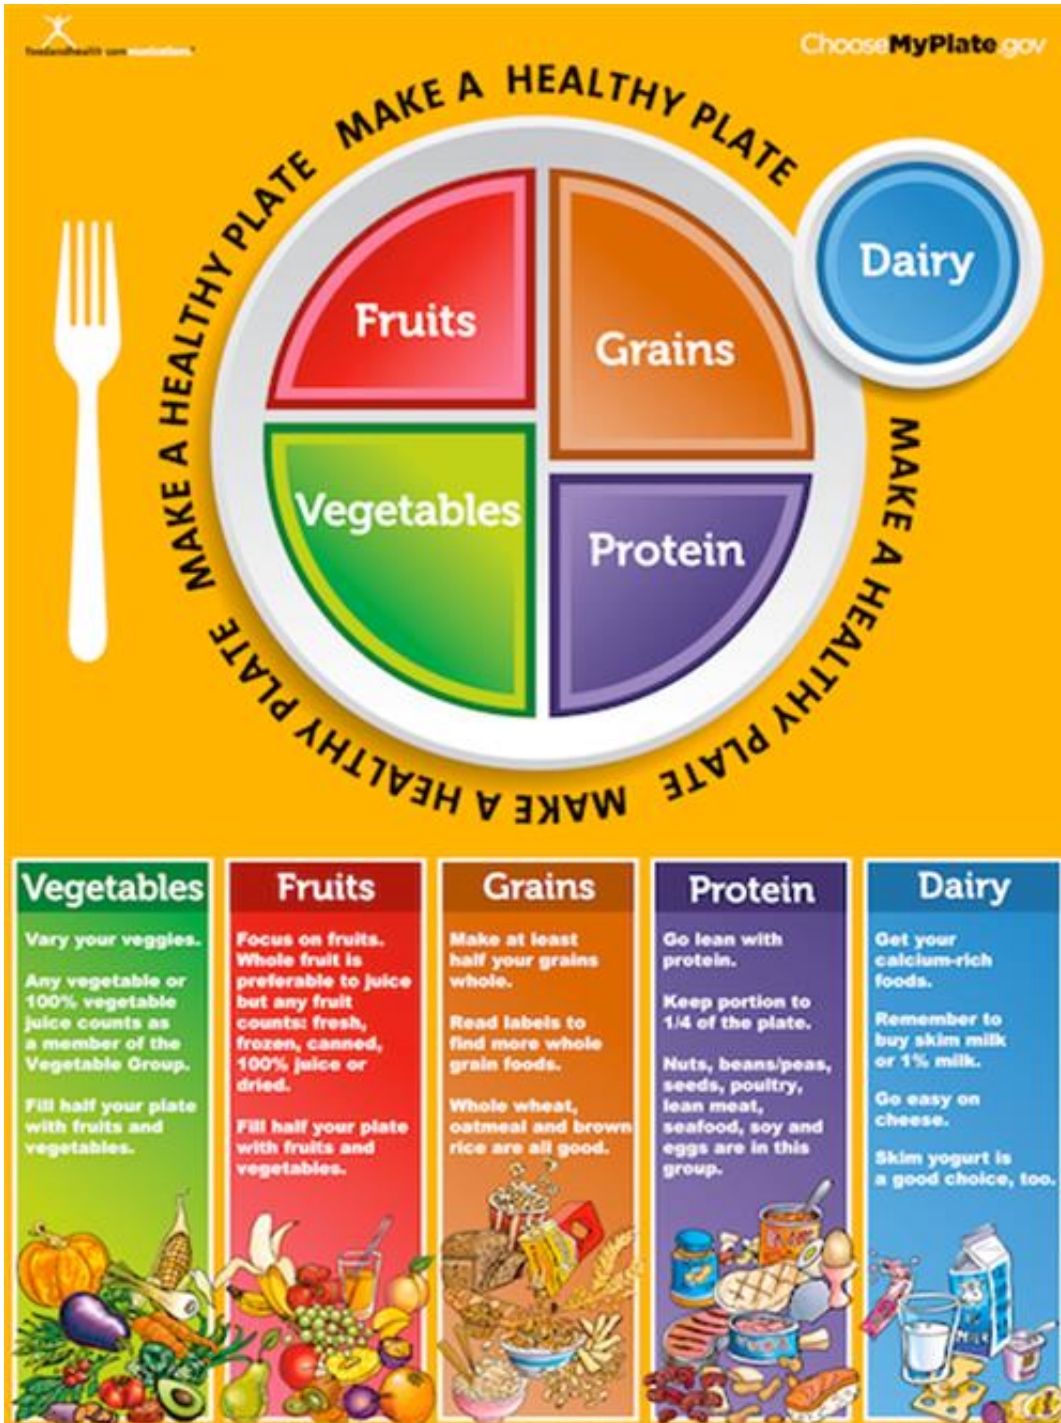 foodandhealth communications
ChooseMyPlate.gov
MAKE A HEALTHY PLATE
MAKE A HEALTHY PLATE
MAKE A HEALTHY PLATE
MAKE A HEALTHY PLATE
Dairy
Fruits
Grains
Vegetables
Protein
Vegetables
Vary your veggies.
Any vegetable or
100% vegetable
juice counts as
a member of the
Vegetable Group.
Fill half your plate
with fruits and
vegetables.
Fruits
Focus on fruits.
Whole fruit is
preferable to juice
but any fruit
counts: fresh,
frozen, canned,
100% juice or
dried.
Fill half your plate
with fruits and
vegetables.
Grains
Make at least
half your grains
whole.
Read labels to
find more whole
grain foods.
Whole wheat,
oatmeal and brown
rice are all good.
Protein
Go lean with
protein.
Keep portion to
1/4 of the plate.
Nuts, beans/peas,
seeds, poultry,
lean meat,
seafood, soy and
eggs are in this
group.
Dairy
Get your
calcium-rich
foods.
Remember to
buy skim milk
or 1% milk.
Go easy on
cheese.
Skim yogurt is
a good choice, too.
MILK